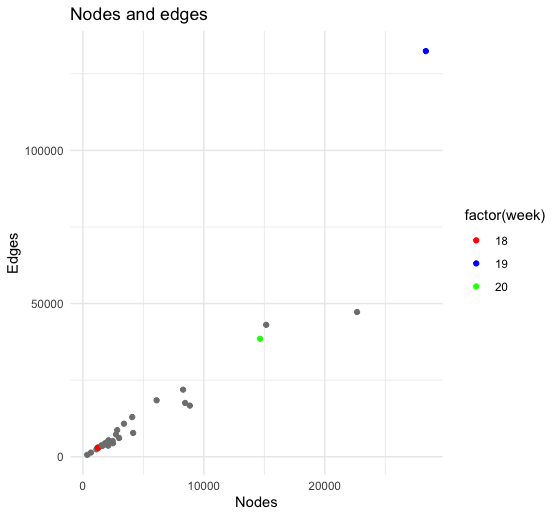 Nodes and edges
100000
50000
0
Edges
0
10000
20000
Nodes
factor(week)
18
19
20